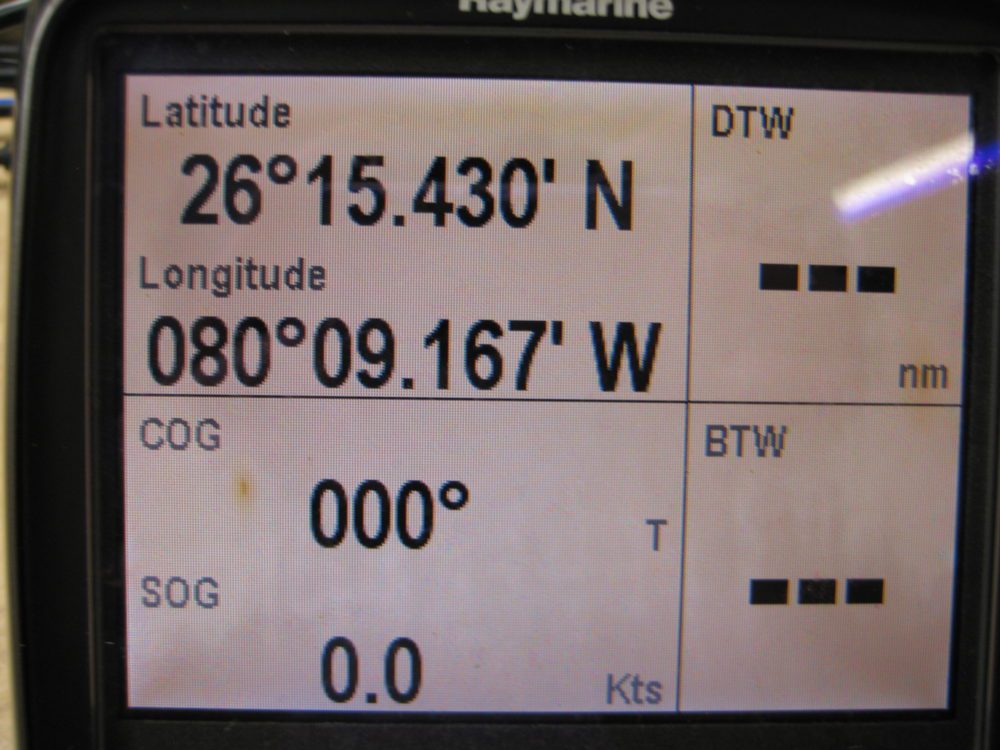 Raymarine
Latitude
26°15.430' N
Longitude
080°09.167' W
COG
000°
T
SOG
0.0
Kts
DTW
---
nm
BTW
---